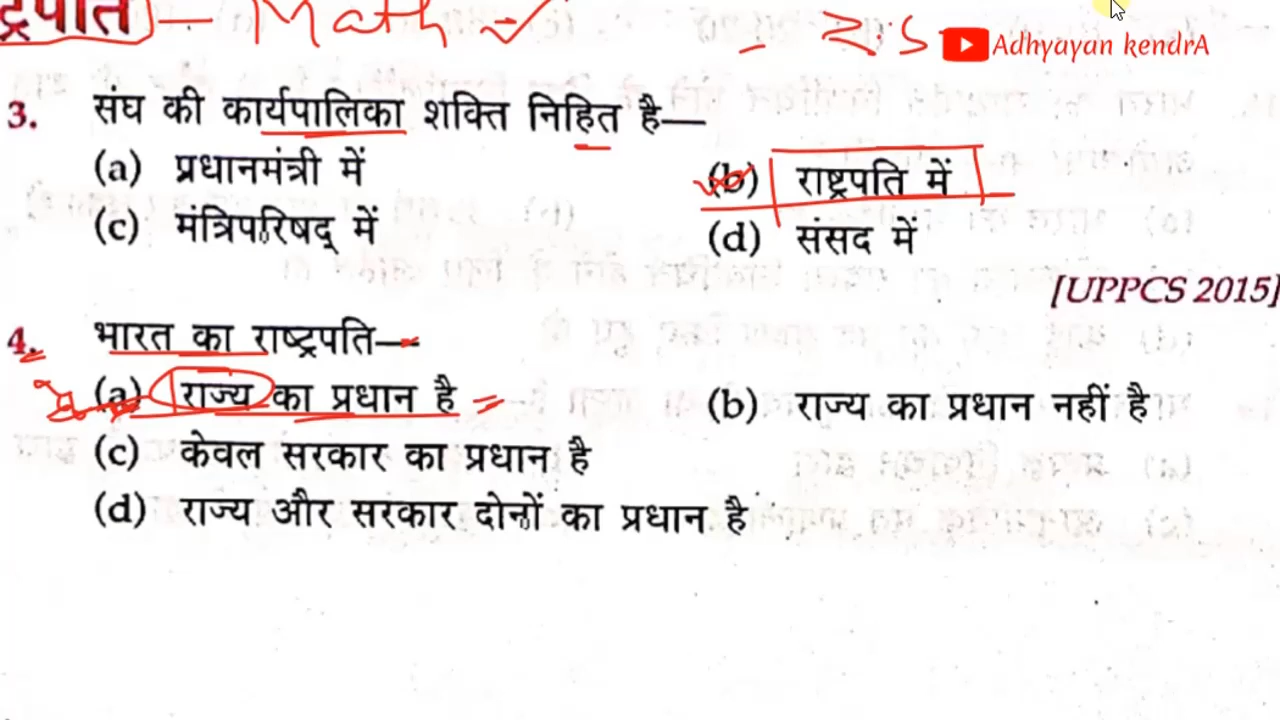 ट्रपति — Math
Adhyayan kendrA
3. संघ की कार्यपालिका शक्ति निहित है—
(a) प्रधानमंत्री में (b) राष्ट्रपति में
(c) मंत्रिपरिषद् में (d) संसद में
[UPPCS 2015]
4. भारत का राष्ट्रपति—
(a) राज्य का प्रधान है (b) राज्य का प्रधान नहीं है
(c) केवल सरकार का प्रधान है
(d) राज्य और सरकार दोनों का प्रधान है